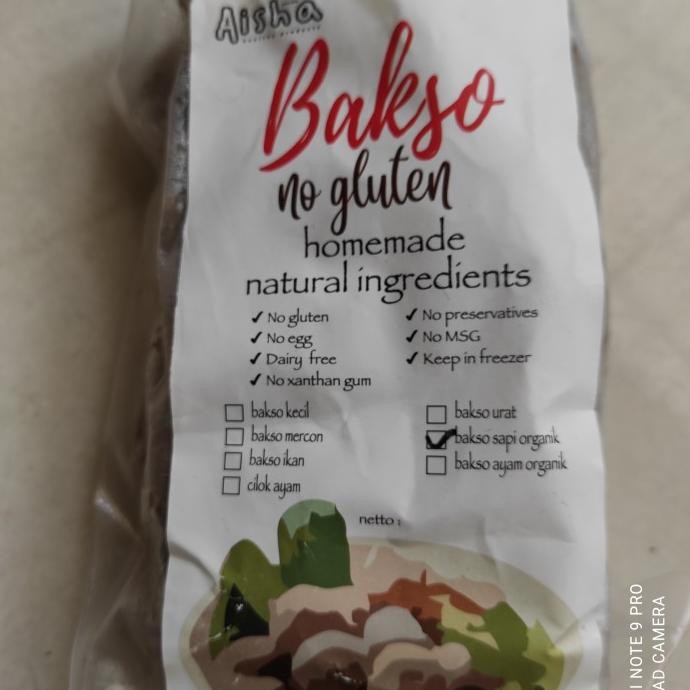 Aisha
Bakso
no gluten
homemade
natural ingredients
✓ No gluten
✓ No egg
✓ Dairy free
✓ No xanthan gum
✓ No preservatives
✓ No MSG
✓ Keep in freezer
bakso kecil
bakso mercon
bakso ikan
cilok ayam
bakso urat
bakso sapi organik
bakso ayam organik
netto :
I NOTE 9 PRO
AD CAMERA